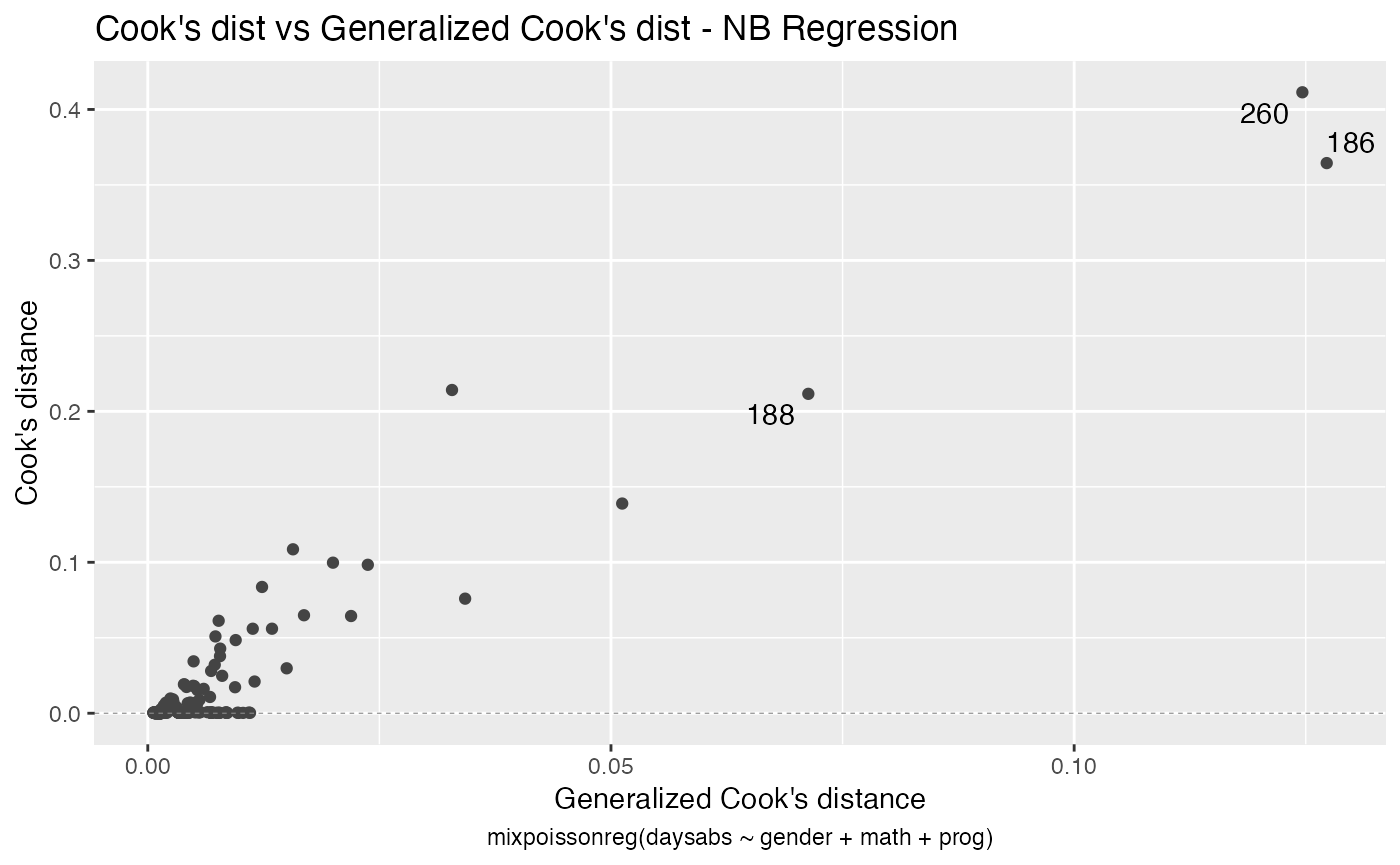 Cook's dist vs Generalized Cook's dist - NB Regression
Cook's distance
0.4
0.3
0.2
0.1
0.0
260
186
188
0.00
0.05
0.10
Generalized Cook's distance
mixpoissonreg(daysabs ~ gender + math + prog)